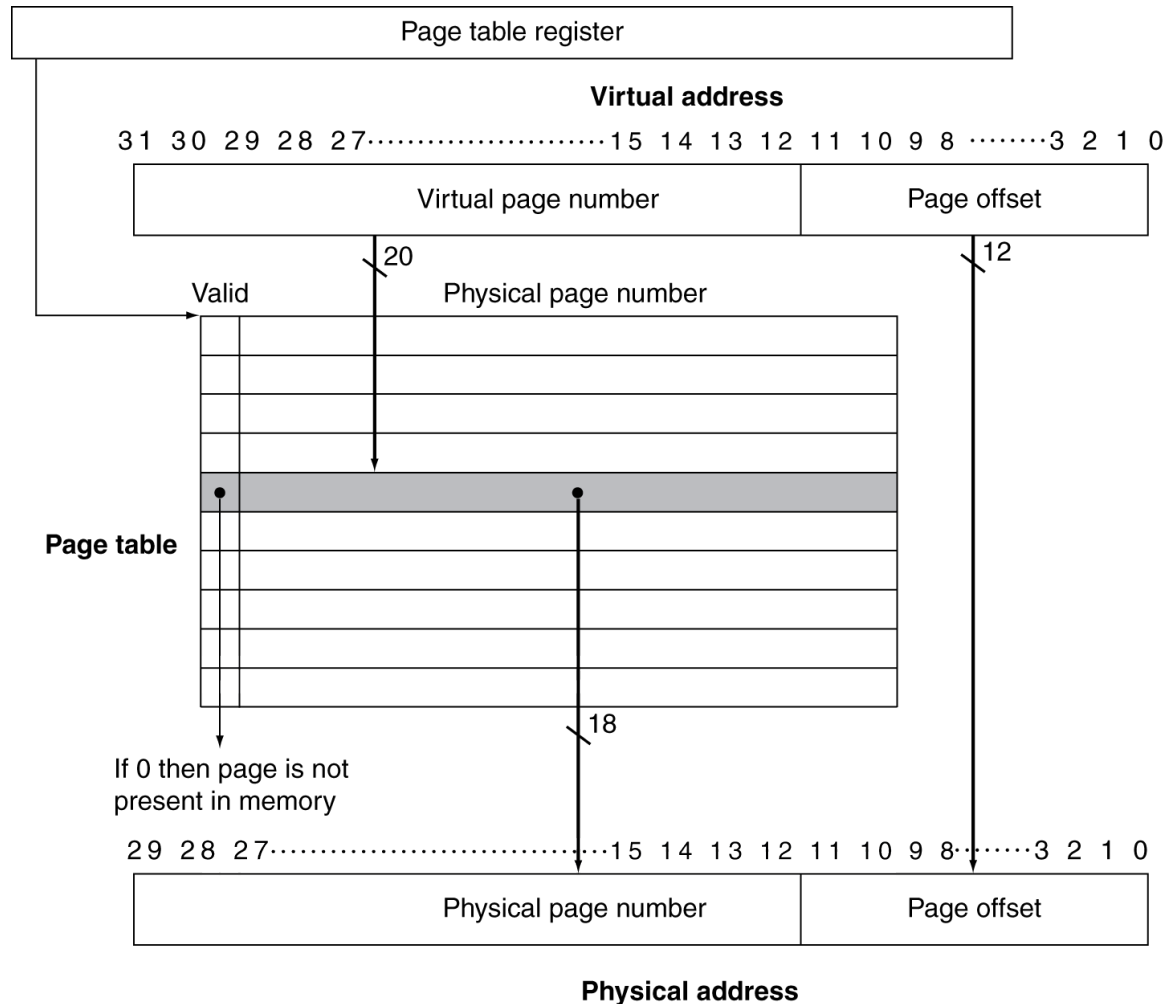 Page table register
Virtual address
31 30 29 28 27........................15 14 13 12 11 10 9 8 ........3 2 1 0
Virtual page number Page offset
20 12
Valid Physical page number
Page table
18
If 0 then page is not
present in memory
29 28 27..................................15 14 13 12 11 10 9 8........3 2 1 0
Physical page number Page offset
Physical address